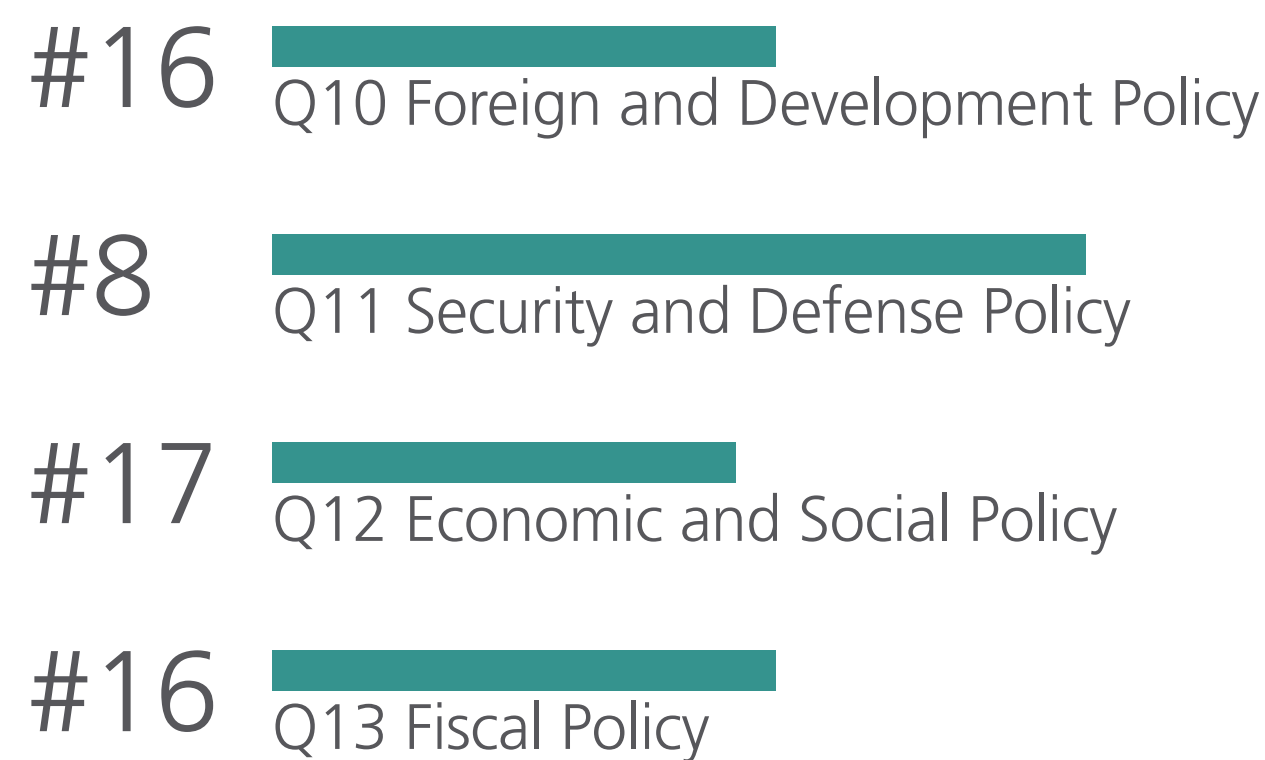 #16
Q10 Foreign and Development Policy
#8
Q11 Security and Defense Policy
#17
Q12 Economic and Social Policy
#16
Q13 Fiscal Policy